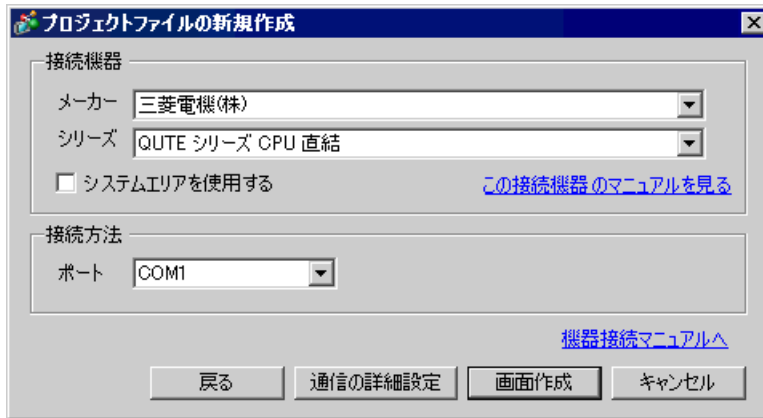 プロジェクトファイルの新規作成
接続機器
メーカー 三菱電機(株)
シリーズ QUTE シリーズ CPU 直結
システムエリアを使用する この接続機器のマニュアルを見る
接続方法
ポート COM1
機器接続マニュアルへ
戻る 通信の詳細設定 画面作成 キャンセル